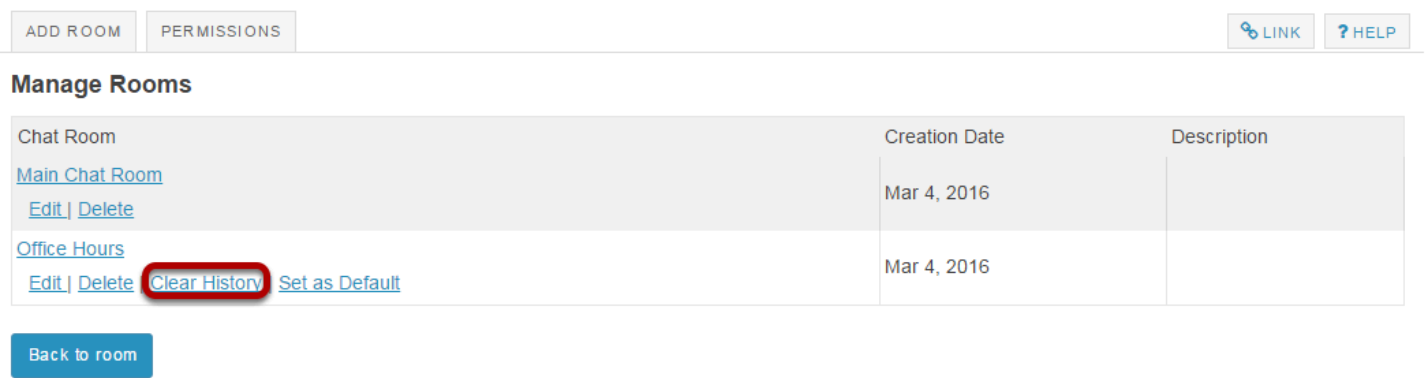 ADD ROOM PERMISSIONS LINK ? HELP
Manage Rooms
Chat Room Creation Date Description
Main Chat Room
Mar 4, 2016
Edit | Delete
Office Hours
Mar 4, 2016
Edit | Delete | Clear History | Set as Default
Back to room